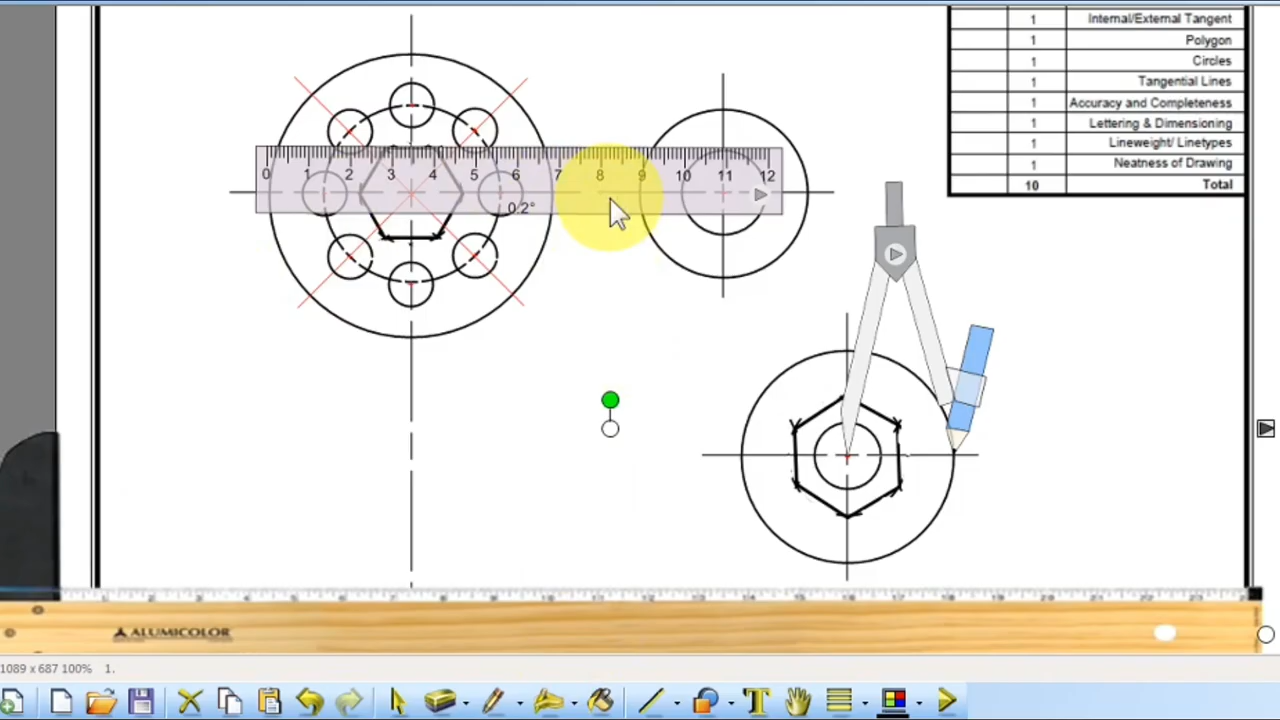 1 Internal/External Tangent
1 Polygon
1 Circles
1 Tangential Lines
1 Accuracy and Completeness
1 Lettering & Dimensioning
1 Lineweight/ Linetypes
1 Neatness of Drawing
10 Total
0 1 2 3 4 5 6 7 8 9 10 11 12
0.2°
ALUMICOLOR
1089 x 687 100% 1.